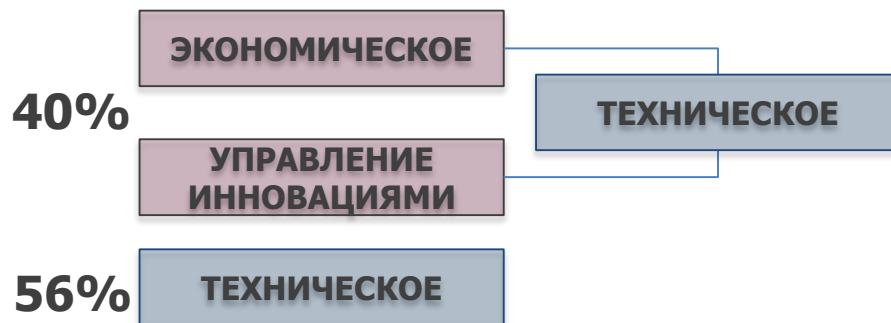 ЭКОНОМИЧЕСКОЕ
40%
ТЕХНИЧЕСКОЕ
УПРАВЛЕНИЕ
ИННОВАЦИЯМИ
56%
ТЕХНИЧЕСКОЕ